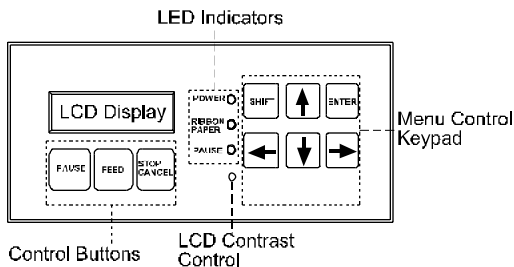 LED Indicators
LCD Display
POWER
RIBBON
PAPER
PAUSE
SHIFT
ENTER
Menu Control
Keypad
PAUSE
FEED
STOP
CANCEL
Control Buttons
LCD Contrast
Control